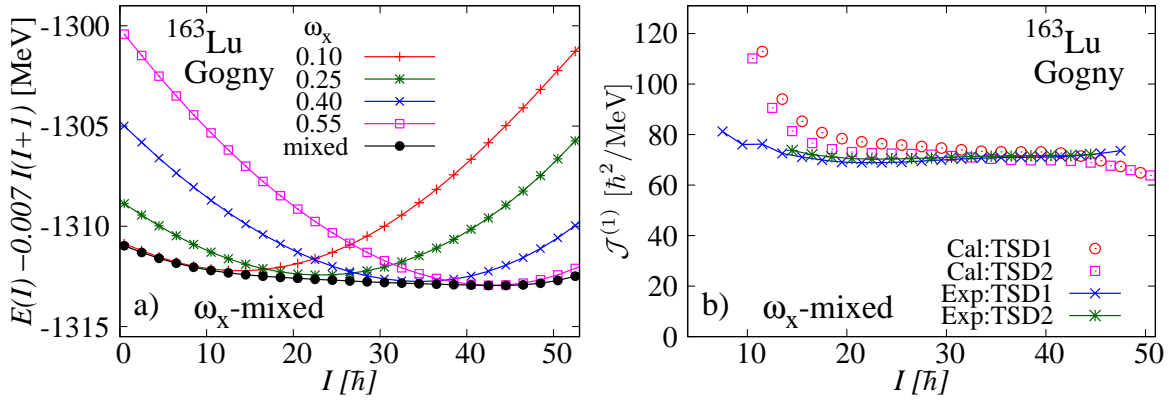 -1300
-1305
-1310
-1315
E(I) −0.007 I(I+1) [MeV]
¹⁶³Lu
Gogny
ωₓ
0.10
0.25
0.40
0.55
mixed
a)
ωₓ-mixed
0 10 20 30 40 50
I [ħ]
120
100
80
60
40
20
0
𝒥⁽¹⁾ [ħ²/MeV]
¹⁶³Lu
Gogny
Cal:TSD1
Cal:TSD2
Exp:TSD1
Exp:TSD2
b)
ωₓ-mixed
10 20 30 40 50
I [ħ]